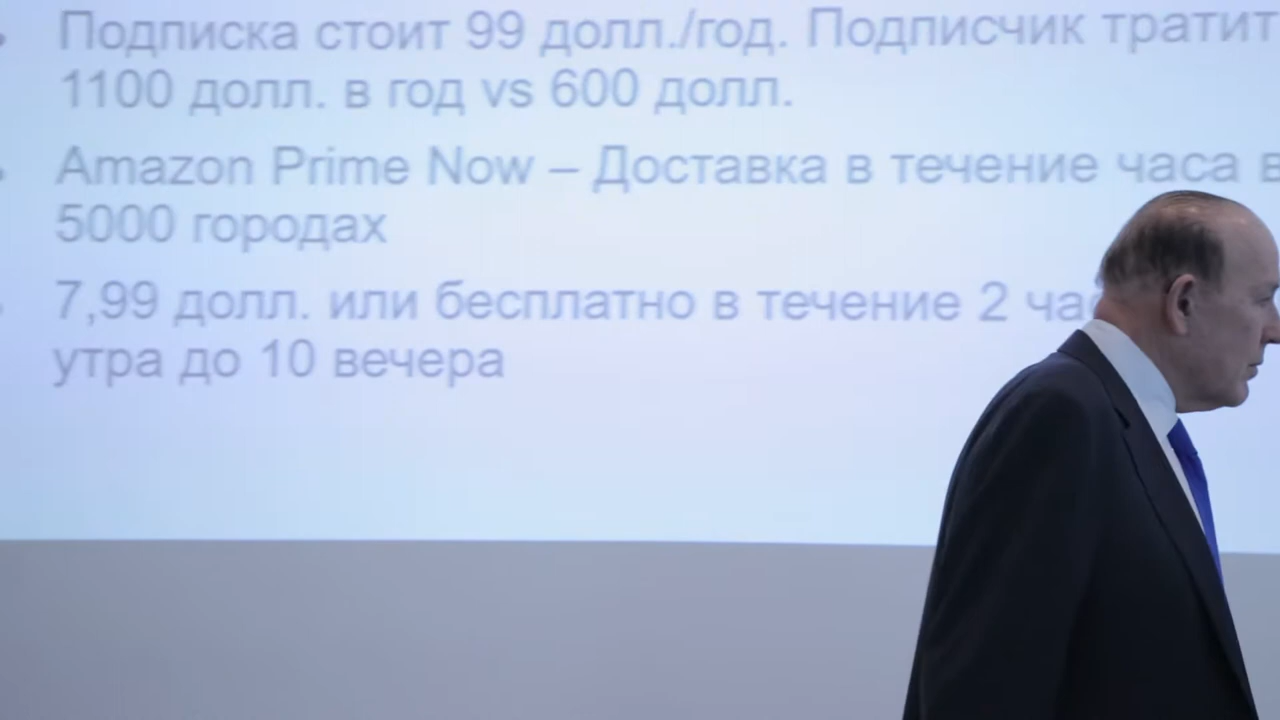 Подписка стоит 99 долл./год. Подписчик тратит
1100 долл. в год vs 600 долл.
Amazon Prime Now – Доставка в течение часа в
5000 городах
7,99 долл. или бесплатно в течение 2
утра до 10 вечера